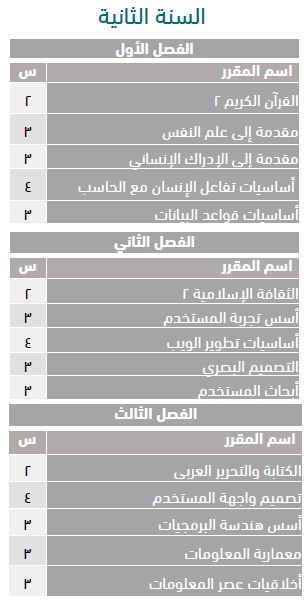 السنة الثانية
الفصل الأول
اسم المقرر س
القرآن الكريم ٢ ٢
مقدمة إلى علم النفس ٣
مقدمة إلى الإدراك الإنساني ٣
أساسيات تفاعل الإنسان مع الحاسب ٤
أساسيات قواعد البيانات ٣
الفصل الثاني
اسم المقرر س
الثقافة الإسلامية ٢ ٢
أسس تجربة المستخدم ٣
أساسيات تطوير الويب ٤
التصميم البصري ٣
أبحاث المستخدم ٣
الفصل الثالث
اسم المقرر س
الكتابة والتحرير العربي ٢
تصميم واجهة المستخدم ٤
أسس هندسة البرمجيات ٣
معمارية المعلومات ٣
أخلاقيات عصر المعلومات ٣